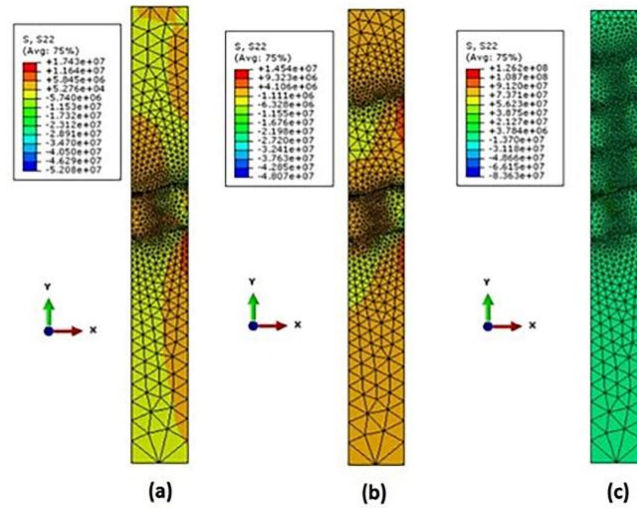 S, S22
(Avg: 75%)
+1.743e+07
+1.164e+07
+5.845e+06
+5.276e+04
-5.740e+06
-1.153e+07
-1.732e+07
-2.312e+07
-2.891e+07
-3.470e+07
-4.050e+07
-4.629e+07
-5.208e+07
Y
X
(a)
S, S22
(Avg: 75%)
+1.454e+07
+9.323e+06
+4.106e+06
-1.111e+06
-6.328e+06
-1.155e+07
-1.676e+07
-2.198e+07
-2.720e+07
-3.241e+07
-3.763e+07
-4.285e+07
-4.807e+07
Y
X
(b)
S, S22
(Avg: 75%)
+1.262e+08
+1.087e+08
+9.120e+07
+7.371e+07
+5.623e+07
+3.875e+07
+2.127e+07
+3.784e+06
-1.370e+07
-3.118e+07
-4.866e+07
-6.615e+07
-8.363e+07
Y
X
(c)